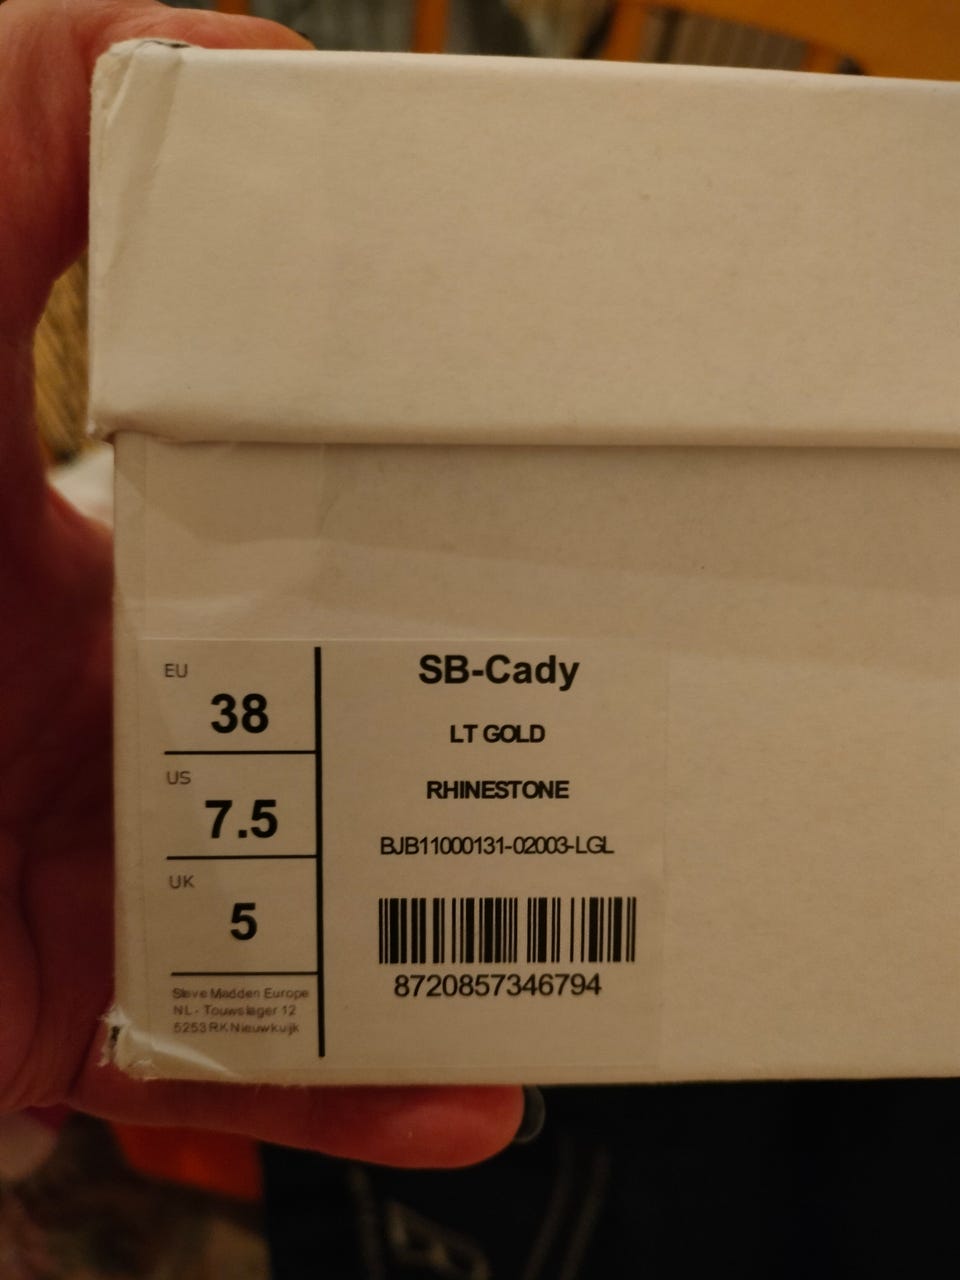 EU
38
US
7.5
UK
5
Steve Madden Europe
NL - Touwslager 12
5253 RK Nieuwkuijk
SB-Cady
LT GOLD
RHINESTONE
BJB11000131-02003-LGL
8720857346794